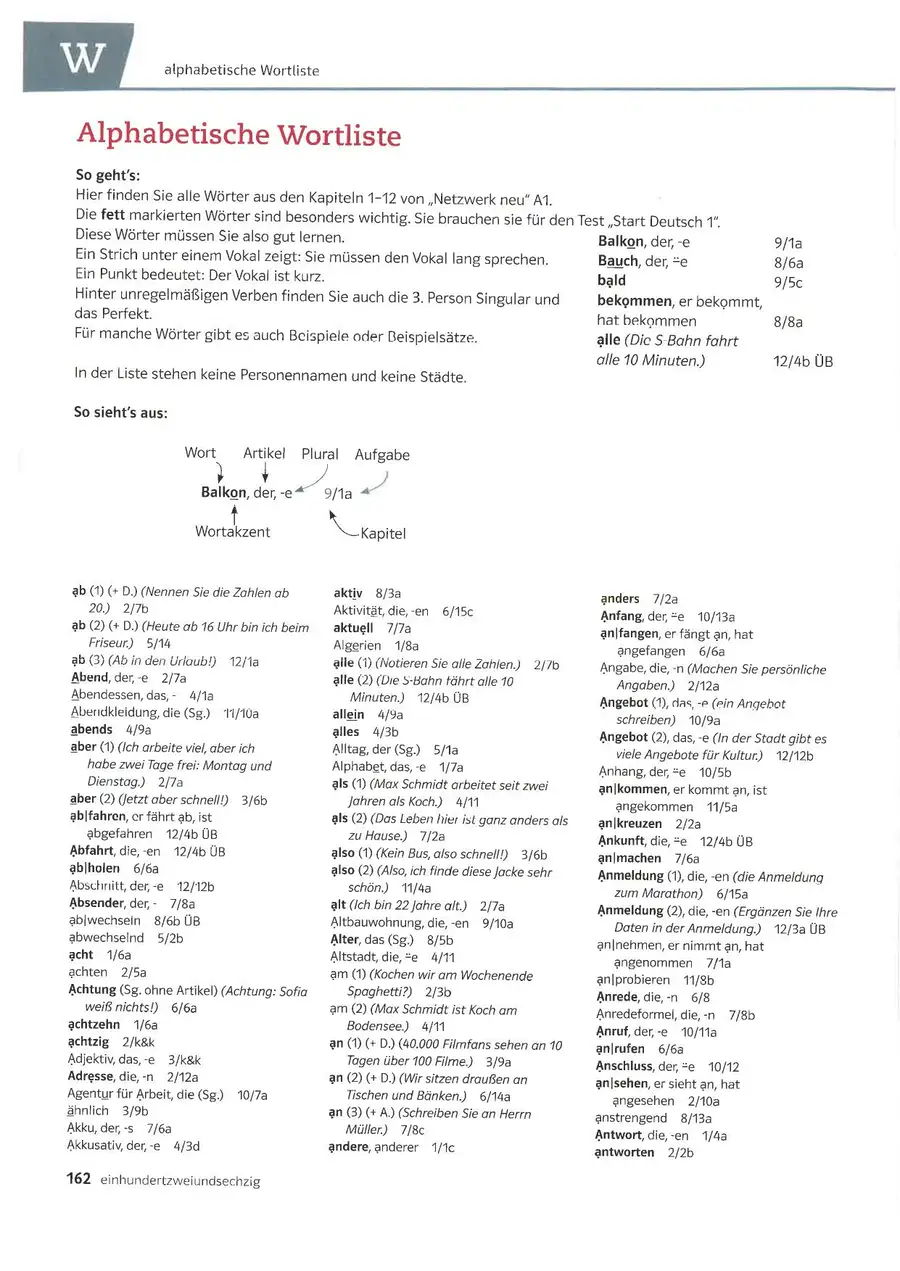 W
alphabetische Wortliste
Alphabetische Wortliste
So geht's:
Hier finden Sie alle Wörter aus den Kapiteln 1–12 von „Netzwerk neu" A1.
Die fett markierten Wörter sind besonders wichtig. Sie brauchen sie für den Test „Start Deutsch 1".
Diese Wörter müssen Sie also gut lernen.
Ein Strich unter einem Vokal zeigt: Sie müssen den Vokal lang sprechen.
Ein Punkt bedeutet: Der Vokal ist kurz.
Hinter unregelmäßigen Verben finden Sie auch die 3. Person Singular und
das Perfekt.
Für manche Wörter gibt es auch Beispiele oder Beispielsätze.
In der Liste stehen keine Personennamen und keine Städte.
Balkon, der, -e 9/1a
Bauch, der, ⸚e 8/6a
bald 9/5c
bekommen, er bekommt,
hat bekommen 8/8a
alle (Die S-Bahn fahrt
alle 10 Minuten.) 12/4b ÜB
So sieht's aus:
Wort Artikel Plural Aufgabe
Balkon, der, -e 9/1a
Wortakzent Kapitel
ab (1) (+ D.) (Nennen Sie die Zahlen ab
20.) 2/7b
ab (2) (+ D.) (Heute ab 16 Uhr bin ich beim
Friseur.) 5/14
ab (3) (Ab in den Urlaub!) 12/1a
Abend, der, -e 2/7a
Abendessen, das, - 4/1a
Abendkleidung, die (Sg.) 11/10a
abends 4/9a
aber (1) (Ich arbeite viel, aber ich
habe zwei Tage frei: Montag und
Dienstag.) 2/7a
aber (2) (Jetzt aber schnell!) 3/6b
ab|fahren, er fährt ab, ist
abgefahren 12/4b ÜB
Abfahrt, die, -en 12/4b ÜB
ab|holen 6/6a
Abschnitt, der, -e 12/12b
Absender, der, - 7/8a
ab|wechseln 8/6b ÜB
abwechselnd 5/2b
acht 1/6a
achten 2/5a
Achtung (Sg. ohne Artikel) (Achtung: Sofia
weiß nichts!) 6/6a
achtzehn 1/6a
achtzig 2/k&k
Adjektiv, das, -e 3/k&k
Adresse, die, -n 2/12a
Agentur für Arbeit, die (Sg.) 10/7a
ähnlich 3/9b
Akku, der, -s 7/6a
Akkusativ, der, -e 4/3d
aktiv 8/3a
Aktivität, die, -en 6/15c
aktuell 7/7a
Algerien 1/8a
alle (1) (Notieren Sie alle Zahlen.) 2/7b
alle (2) (Die S-Bahn fährt alle 10
Minuten.) 12/4b ÜB
allein 4/9a
alles 4/3b
Alltag, der (Sg.) 5/1a
Alphabet, das, -e 1/7a
als (1) (Max Schmidt arbeitet seit zwei
Jahren als Koch.) 4/11
als (2) (Das Leben hier ist ganz anders als
zu Hause.) 7/2a
also (1) (Kein Bus, also schnell!) 3/6b
also (2) (Also, ich finde diese Jacke sehr
schön.) 11/4a
alt (Ich bin 22 Jahre alt.) 2/7a
Altbauwohnung, die, -en 9/10a
Alter, das (Sg.) 8/5b
Altstadt, die, ⸚e 4/11
am (1) (Kochen wir am Wochenende
Spaghetti?) 2/3b
am (2) (Max Schmidt ist Koch am
Bodensee.) 4/11
an (1) (+ D.) (40.000 Filmfans sehen an 10
Tagen über 100 Filme.) 3/9a
an (2) (+ D.) (Wir sitzen draußen an
Tischen und Bänken.) 6/14a
an (3) (+ A.) (Schreiben Sie an Herrn
Müller.) 7/8c
andere, anderer 1/1c
anders 7/2a
Anfang, der, ⸚e 10/13a
an|fangen, er fängt an, hat
angefangen 6/6a
Angabe, die, -n (Machen Sie persönliche
Angaben.) 2/12a
Angebot (1), das, -e (ein Angebot
schreiben) 10/9a
Angebot (2), das, -e (In der Stadt gibt es
viele Angebote für Kultur.) 12/12b
Anhang, der, ⸚e 10/5b
an|kommen, er kommt an, ist
angekommen 11/5a
an|kreuzen 2/2a
Ankunft, die, ⸚e 12/4b ÜB
an|machen 7/6a
Anmeldung (1), die, -en (die Anmeldung
zum Marathon) 6/15a
Anmeldung (2), die, -en (Ergänzen Sie Ihre
Daten in der Anmeldung.) 12/3a ÜB
an|nehmen, er nimmt an, hat
angenommen 7/1a
an|probieren 11/8b
Anrede, die, -n 6/8
Anredeformel, die, -n 7/8b
Anruf, der, -e 10/11a
an|rufen 6/6a
Anschluss, der, ⸚e 10/12
an|sehen, er sieht an, hat
angesehen 2/10a
anstrengend 8/13a
Antwort, die, -en 1/4a
antworten 2/2b
162 einhundertzweiundsechzig